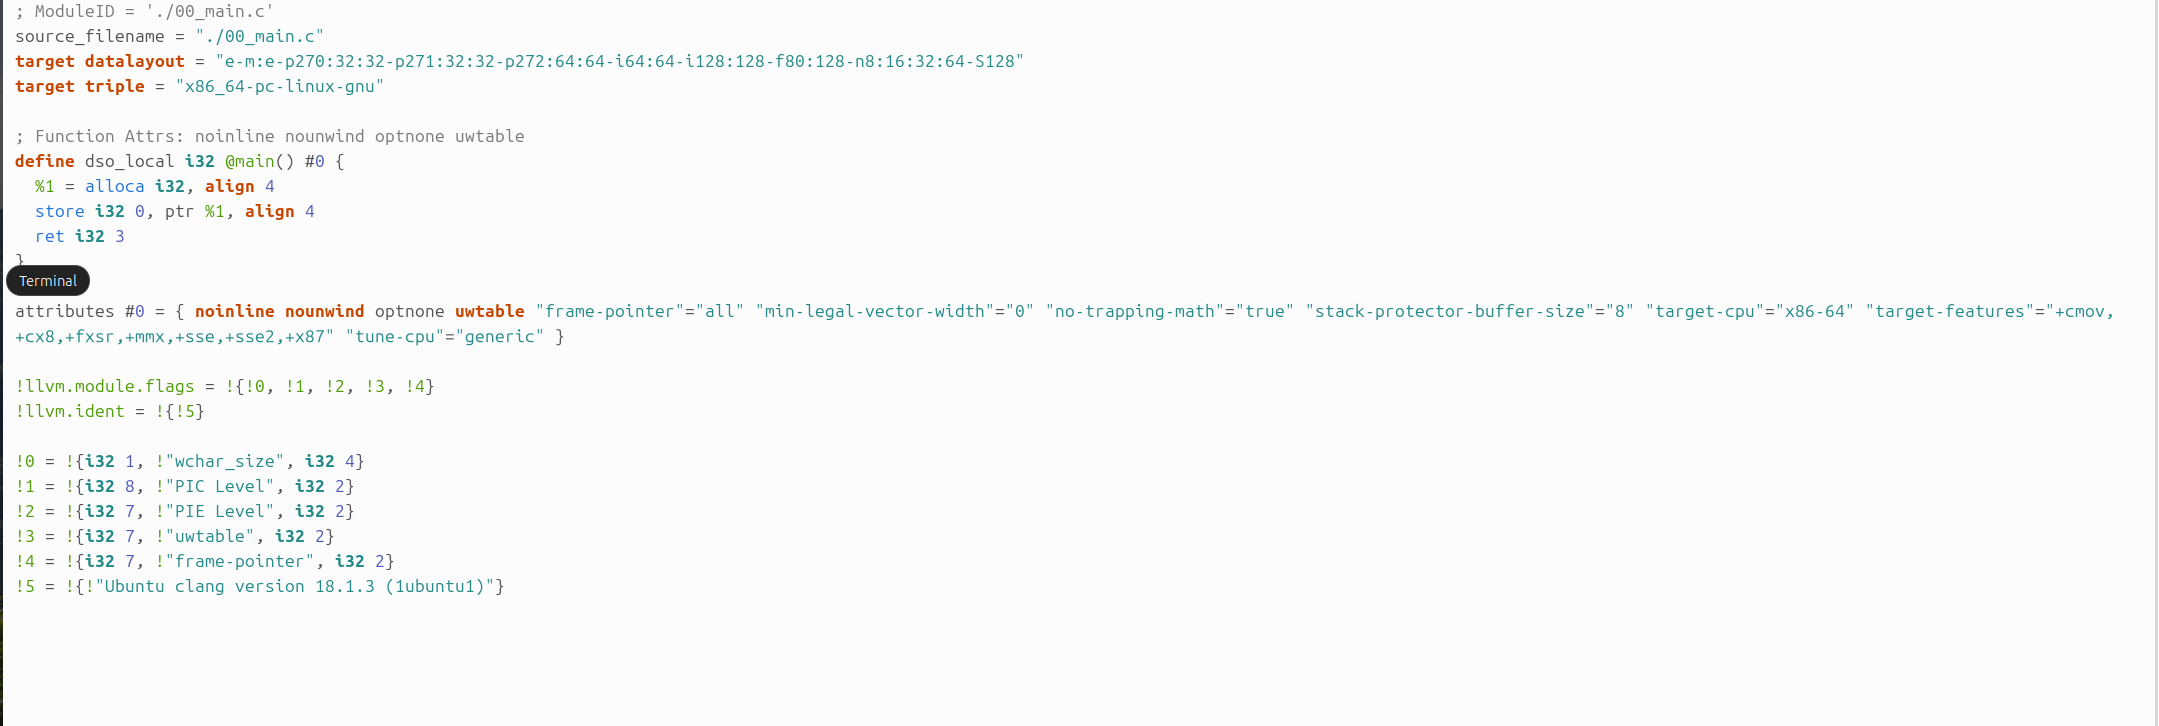 ; ModuleID = './00_main.c'
source_filename = "./00_main.c"
target datalayout = "e-m:e-p270:32:32-p271:32:32-p272:64:64-i64:64-i128:128-f80:128-n8:16:32:64-S128"
target triple = "x86_64-pc-linux-gnu"
; Function Attrs: noinline nounwind optnone uwtable
define dso_local i32 @main() #0 {
  %1 = alloca i32, align 4
  store i32 0, ptr %1, align 4
  ret i32 3
}
Terminal
attributes #0 = { noinline nounwind optnone uwtable "frame-pointer"="all" "min-legal-vector-width"="0" "no-trapping-math"="true" "stack-protector-buffer-size"="8" "target-cpu"="x86-64" "target-features"="+cmov,
+cx8,+fxsr,+mmx,+sse,+sse2,+x87" "tune-cpu"="generic" }
!llvm.module.flags = !{!0, !1, !2, !3, !4}
!llvm.ident = !{!5}
!0 = !{i32 1, !"wchar_size", i32 4}
!1 = !{i32 8, !"PIC Level", i32 2}
!2 = !{i32 7, !"PIE Level", i32 2}
!3 = !{i32 7, !"uwtable", i32 2}
!4 = !{i32 7, !"frame-pointer", i32 2}
!5 = !{!"Ubuntu clang version 18.1.3 (1ubuntu1)"}